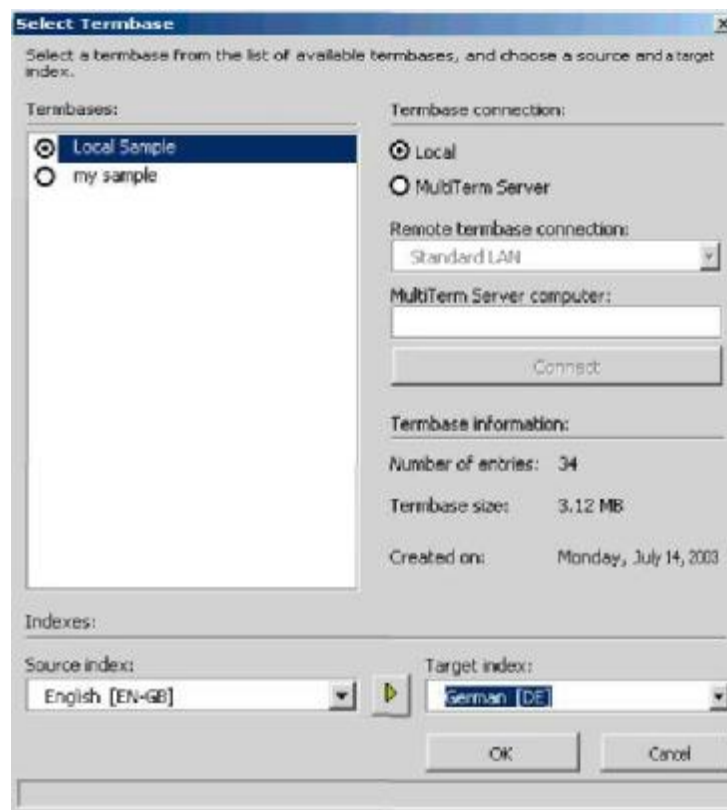 Select Termbase
Select a termbase from the list of available termbases, and choose a source and a target
index.
Termbases:
Local Sample
my sample
Termbase connection:
Local
MultiTerm Server
Remote termbase connection:
Standard LAN
MultiTerm Server computer:
Connect
Termbase information:
Number of entries: 34
Termbase size: 3.12 MB
Created on: Monday, July 14, 2003
Indexes:
Source index:
English [EN-GB]
Target index:
German [DE]
OK
Cancel